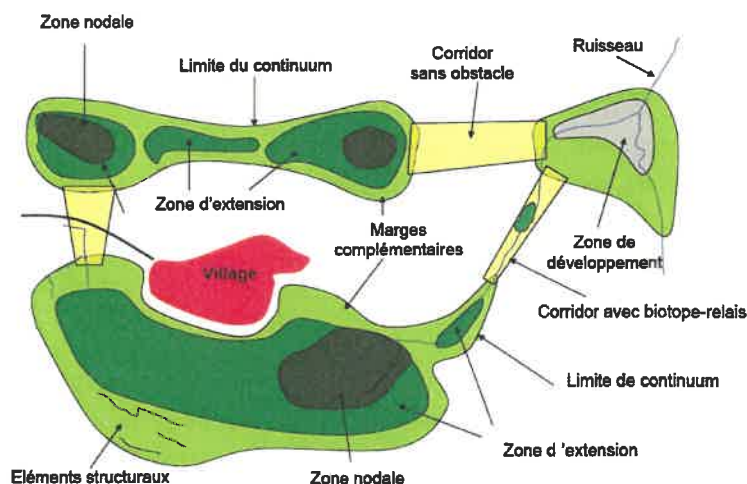 Zone nodale
Limite du continuum
Corridor
sans obstacle
Ruisseau
Zone d'extension
Marges
complémentaires
Zone de
développement
Village
Corridor avec biotope-relais
Limite de continuum
Zone d 'extension
Eléments structuraux
Zone nodale